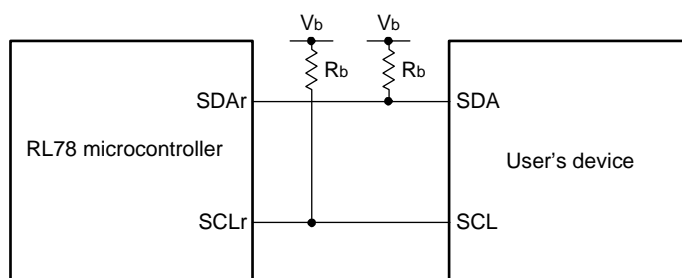 Vb Vb
Rb Rb
SDAr SDA
RL78 microcontroller User's device
SCLr SCL